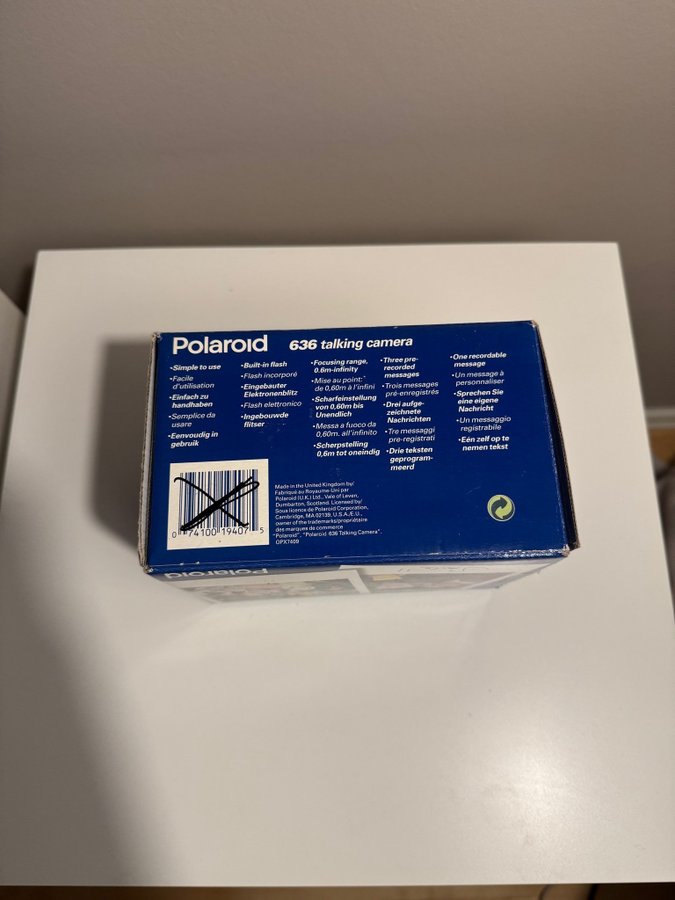 Polaroid 636 talking camera
•Simple to use
•Facile
d'utilisation
•Einfach zu
handhaben
•Semplice da
usare
•Eenvoudig in
gebruik
•Built-in flash
•Flash incorporé
•Eingebauter
Elektronenblitz
•Flash elettronico
•Ingebouwde
flitser
•Focusing range,
0.6m-infinity
•Mise au point:
de 0,60m à l'infini
•Scharfeinstellung
von 0,60m bis
Unendlich
•Messa a fuoco da
0,60m. all'infinito
•Scherpstelling
0,6m tot oneindig
•Three pre-
recorded
messages
•Trois messages
pré-enregistrés
•Drei aufge-
zeichnete
Nachrichten
•Tre messaggi
pre-registrati
•Drie teksten
geprogram-
meerd
•One recordable
message
•Un message à
personnaliser
•Sprechen Sie
eine eigene
Nachricht
•Un messaggio
registrabile
•Eén zelf op te
nemen tekst
0 74100 19407 5
Made in the United Kingdom by/
Fabriqué au Royaume-Uni par
Polaroid (U.K.) Ltd., Vale of Leven,
Dumbarton, Scotland. Licensed by/
Sous licence de Polaroid Corporation,
Cambridge, MA 02139, U.S.A./E.U.,
owner of the trademarks/propriétaire
des marques de commerce
"Polaroid", "Polaroid 636 Talking Camera".
OPX7409
Polaroid